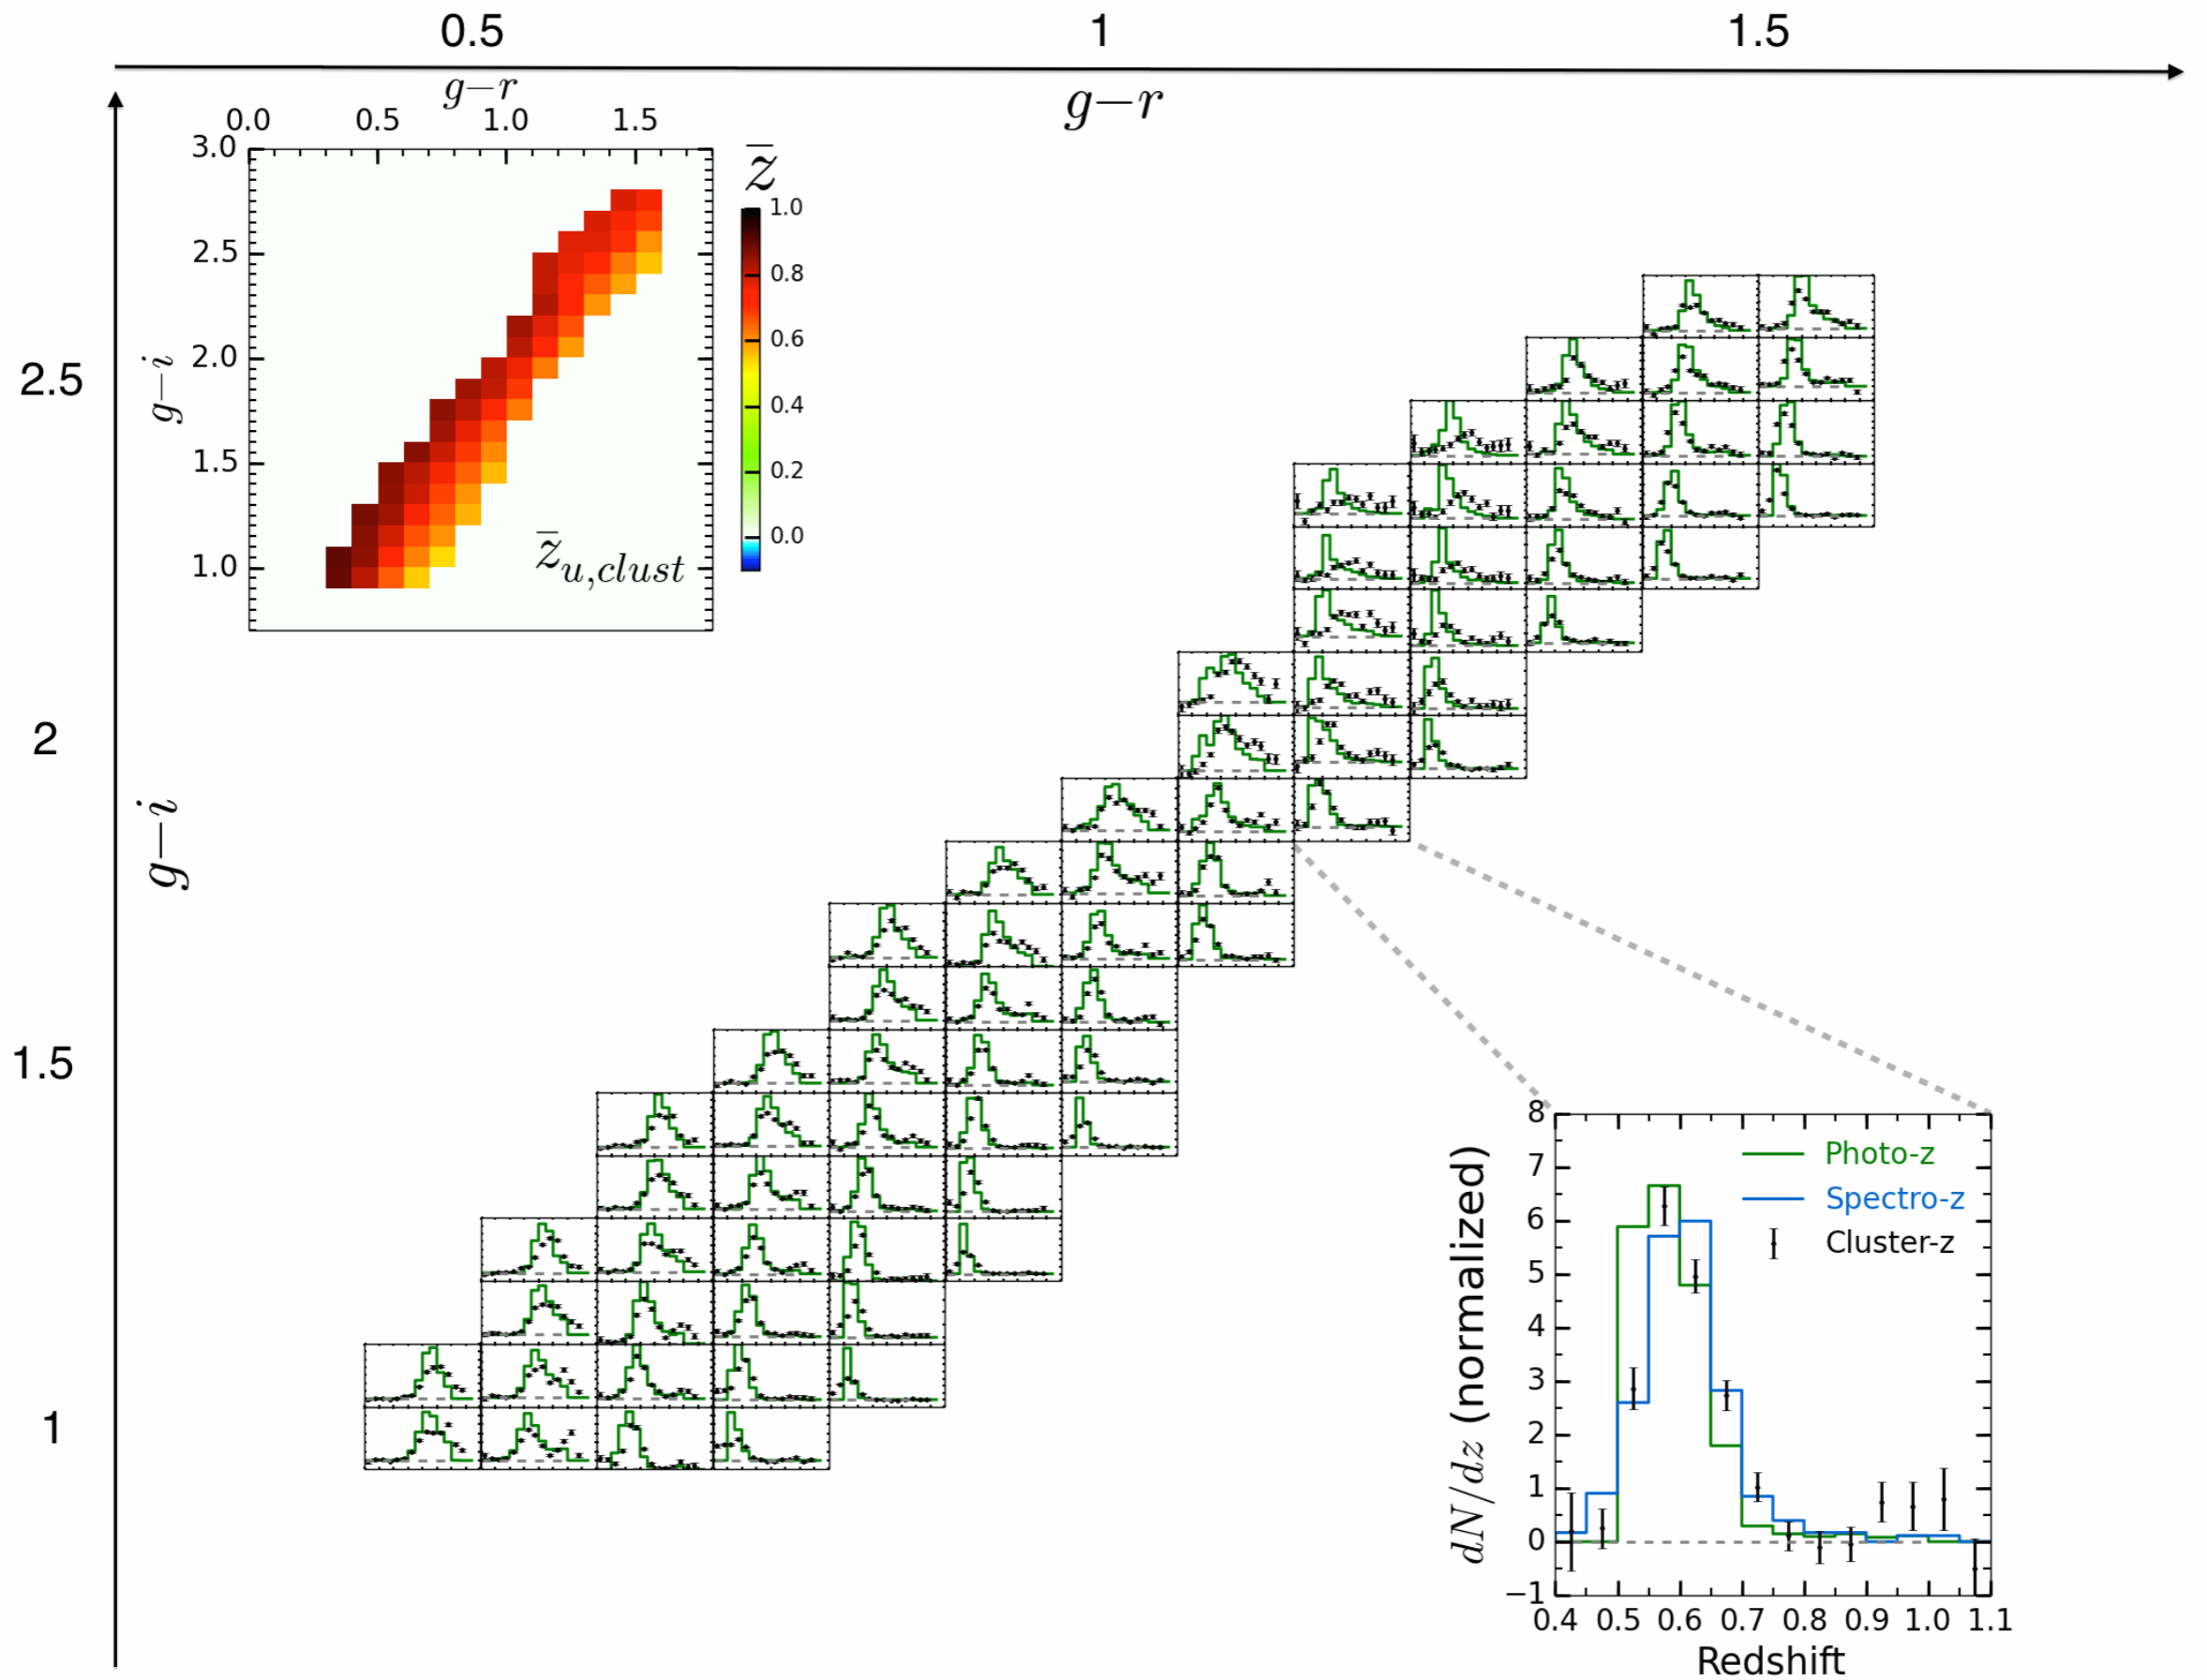 0.5 1 1.5
g−r
g−r
0.0 0.5 1.0 1.5
3.0
2.5
2.0
1.5
1.0
g−i
z̄
1.0
0.8
0.6
0.4
0.2
0.0
z̄u,clust
2.5
2
1.5
1
g−i
8
7
6
5
4
3
2
1
0
−1
dN/dz (normalized)
Photo-z
Spectro-z
Cluster-z
0.4 0.5 0.6 0.7 0.8 0.9 1.0 1.1
Redshift